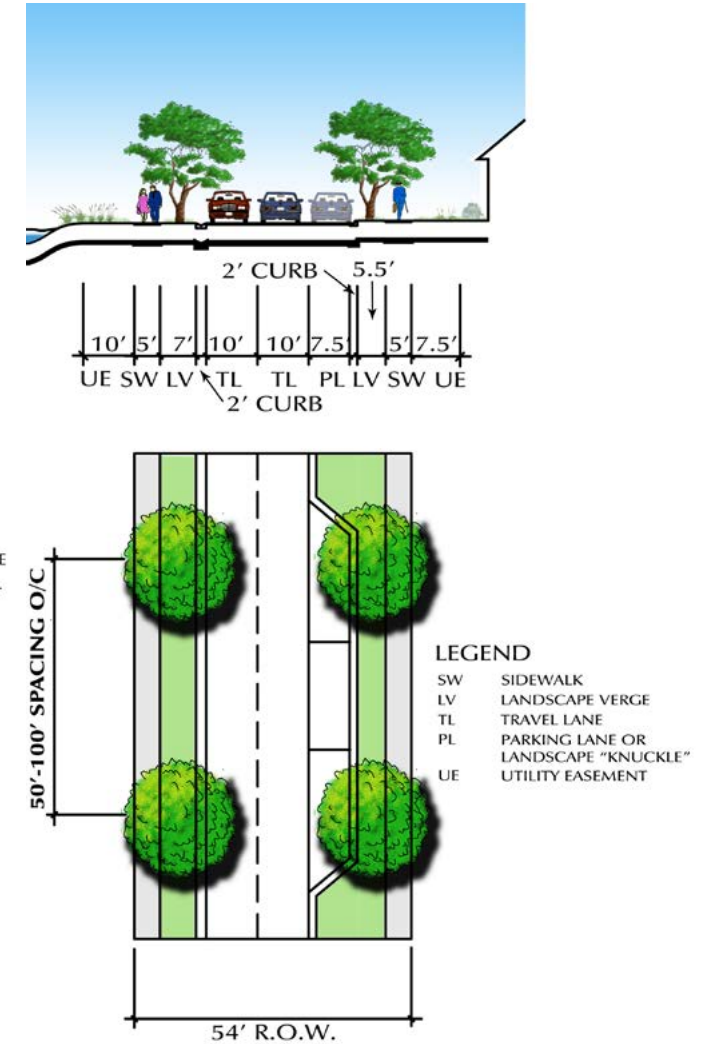 2' CURB 5.5'
10' 5' 7' 10' 10' 7.5' 5' 7.5'
UE SW LV TL TL PL LV SW UE
2' CURB
E
50'-100' SPACING O/C
LEGEND
SW SIDEWALK
LV LANDSCAPE VERGE
TL TRAVEL LANE
PL PARKING LANE OR
LANDSCAPE "KNUCKLE"
UE UTILITY EASEMENT
54' R.O.W.